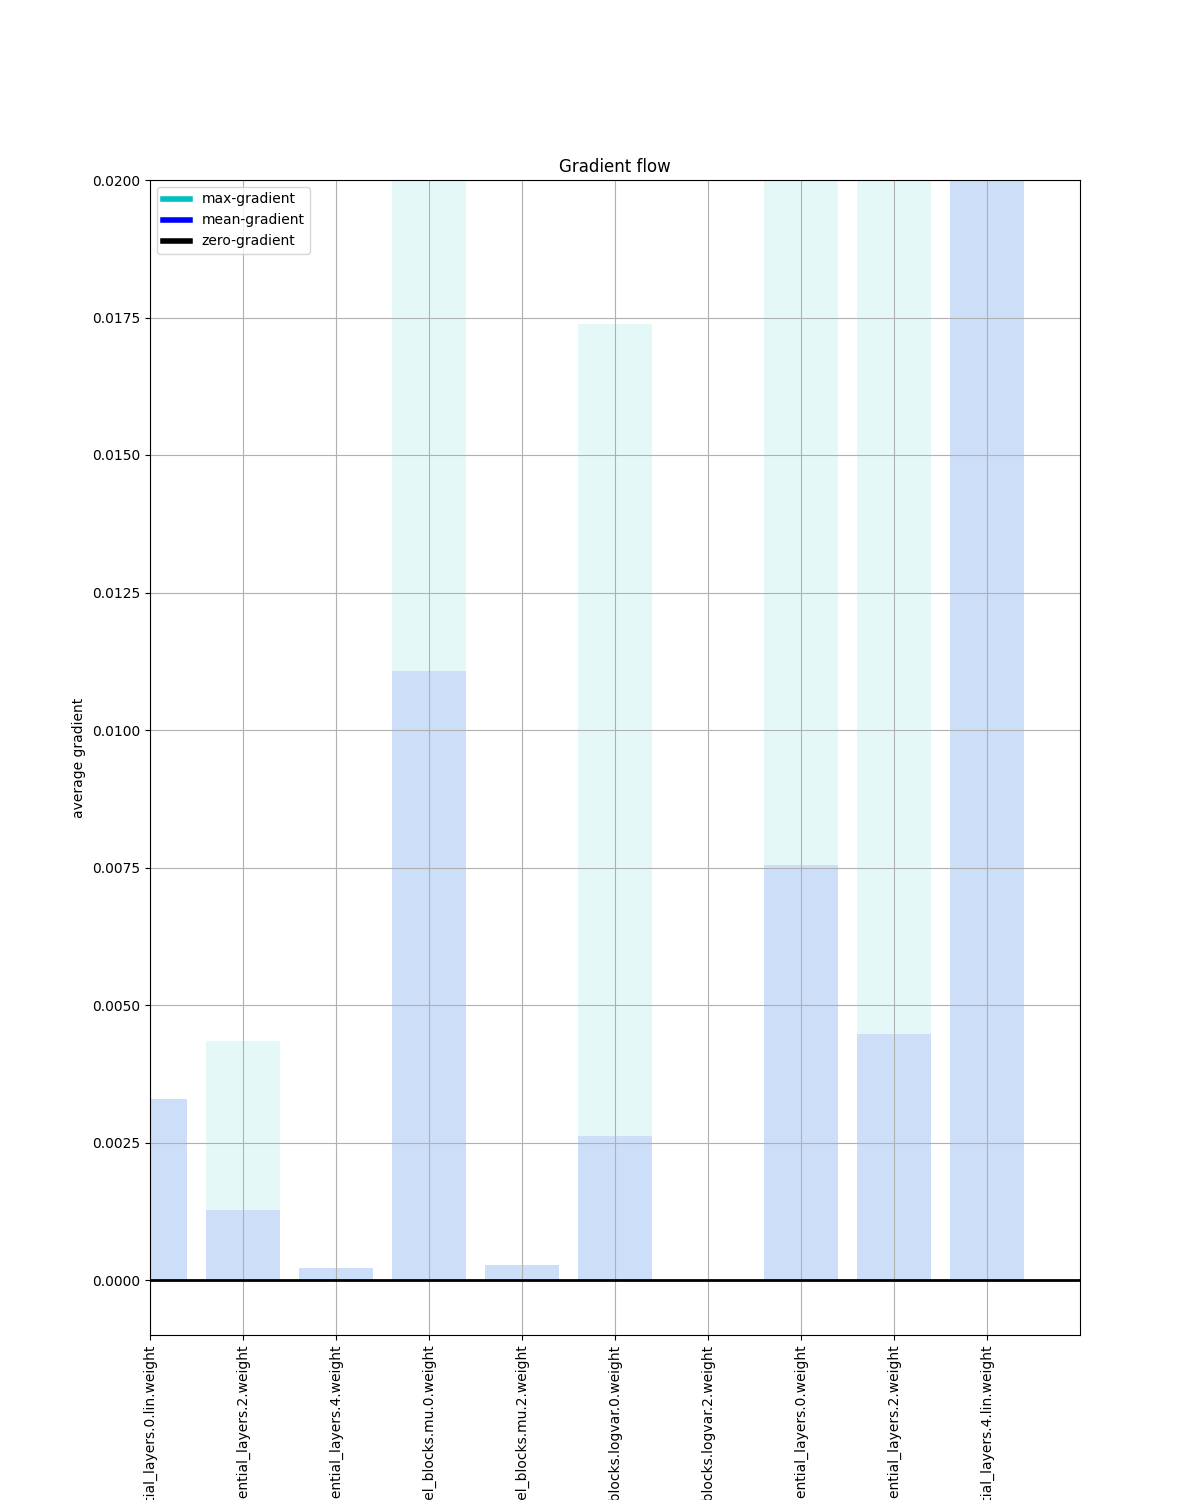 Gradient flow
max-gradient
mean-gradient
zero-gradient
0.0200
0.0175
0.0150
0.0125
0.0100
0.0075
0.0050
0.0025
0.0000
average gradient
tial_layers.0.lin.weight
ential_layers.2.weight
ential_layers.4.weight
el_blocks.mu.0.weight
el_blocks.mu.2.weight
blocks.logvar.0.weight
blocks.logvar.2.weight
ential_layers.0.weight
ential_layers.2.weight
tial_layers.4.lin.weight